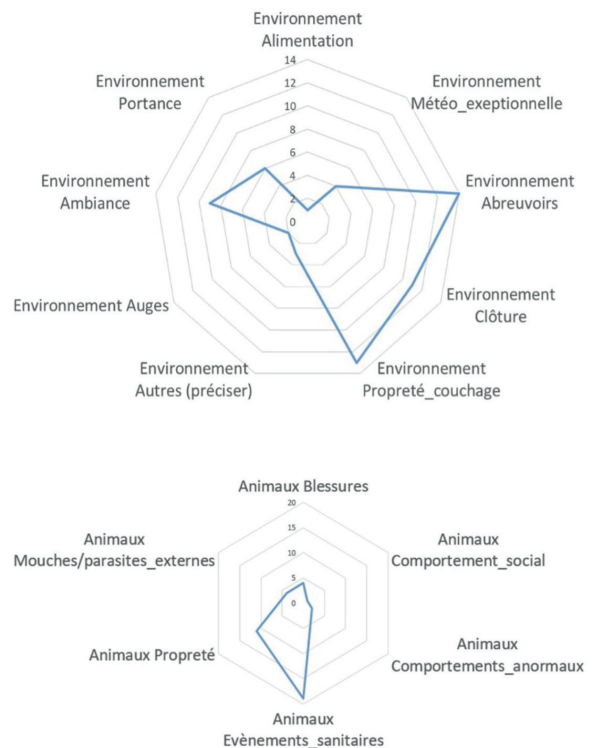 Environnement
Alimentation
Environnement
Portance
Environnement
Météo_exeptionnelle
14
12
10
8
6
4
2
0
Environnement
Ambiance
Environnement
Abreuvoirs
Environnement Auges
Environnement
Clôture
Environnement
Autres (préciser)
Environnement
Propreté_couchage
Animaux Blessures
20
15
10
5
0
Animaux
Mouches/parasites_externes
Animaux
Comportement_social
Animaux Propreté
Animaux
Comportements_anormaux
Animaux
Evènements_sanitaires